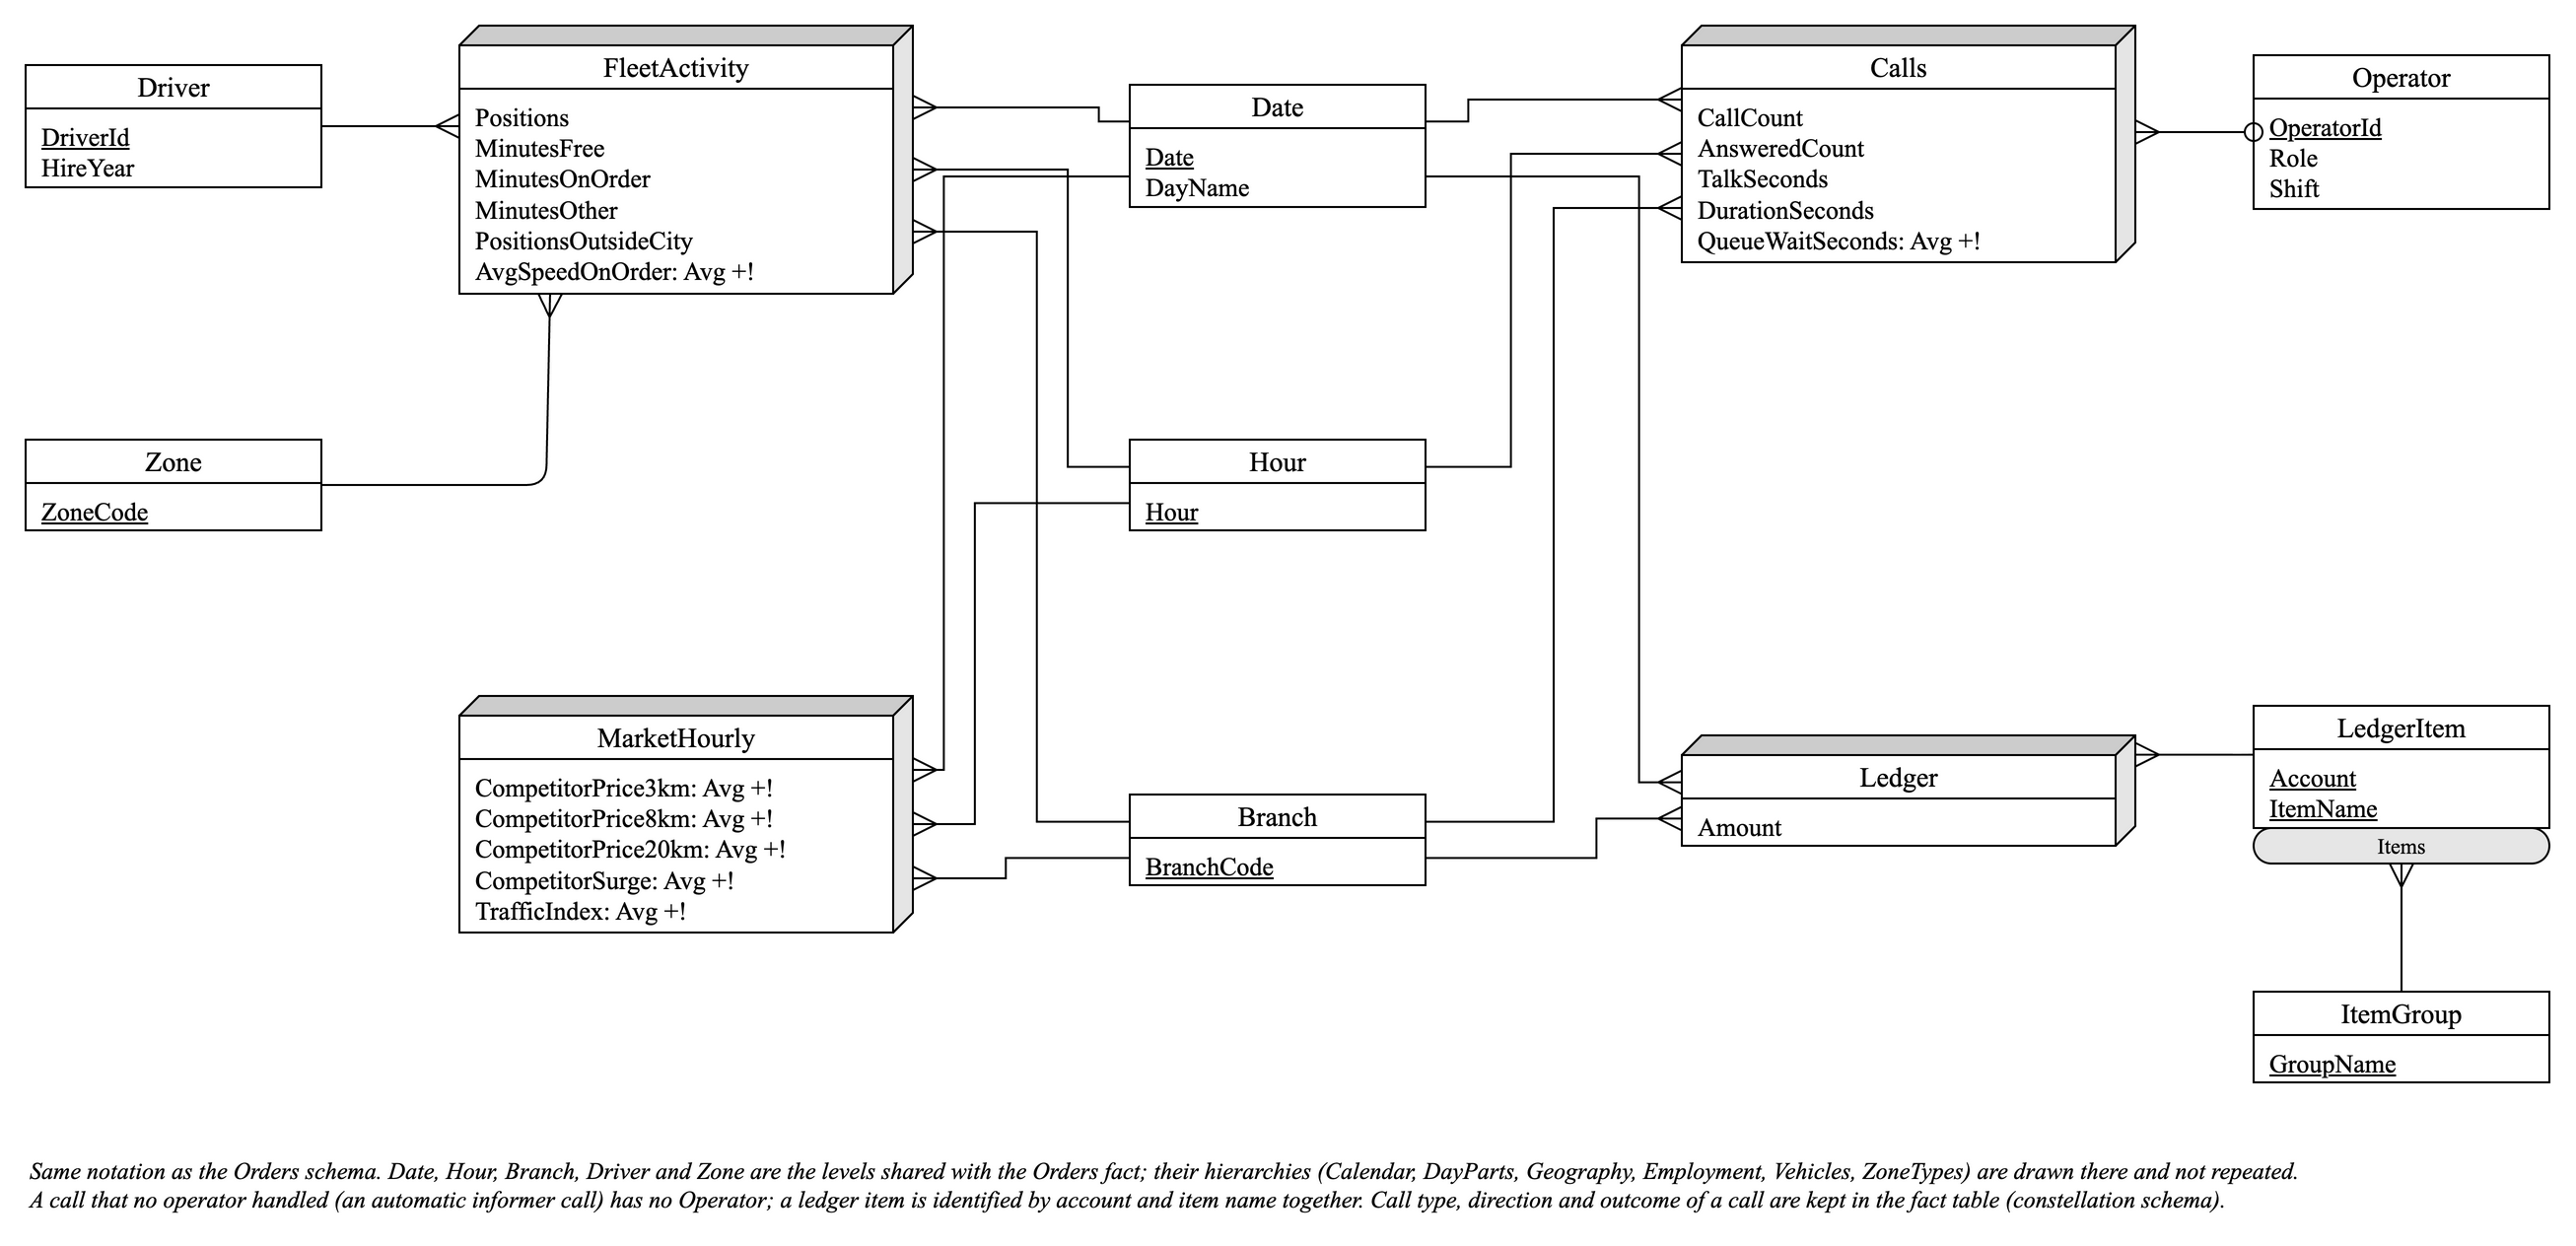 Driver
DriverId
HireYear
FleetActivity
Positions
MinutesFree
MinutesOnOrder
MinutesOther
PositionsOutsideCity
AvgSpeedOnOrder: Avg +!
Date
Date
DayName
Calls
CallCount
AnsweredCount
TalkSeconds
DurationSeconds
QueueWaitSeconds: Avg +!
Operator
OperatorId
Role
Shift
Zone
ZoneCode
Hour
Hour
MarketHourly
CompetitorPrice3km: Avg +!
CompetitorPrice8km: Avg +!
CompetitorPrice20km: Avg +!
CompetitorSurge: Avg +!
TrafficIndex: Avg +!
Branch
BranchCode
Ledger
Amount
LedgerItem
Account
ItemName
Items
ItemGroup
GroupName
Same notation as the Orders schema. Date, Hour, Branch, Driver and Zone are the levels shared with the Orders fact; their hierarchies (Calendar, DayParts, Geography, Employment, Vehicles, ZoneTypes) are drawn there and not repeated.
A call that no operator handled (an automatic informer call) has no Operator; a ledger item is identified by account and item name together. Call type, direction and outcome of a call are kept in the fact table (constellation schema).